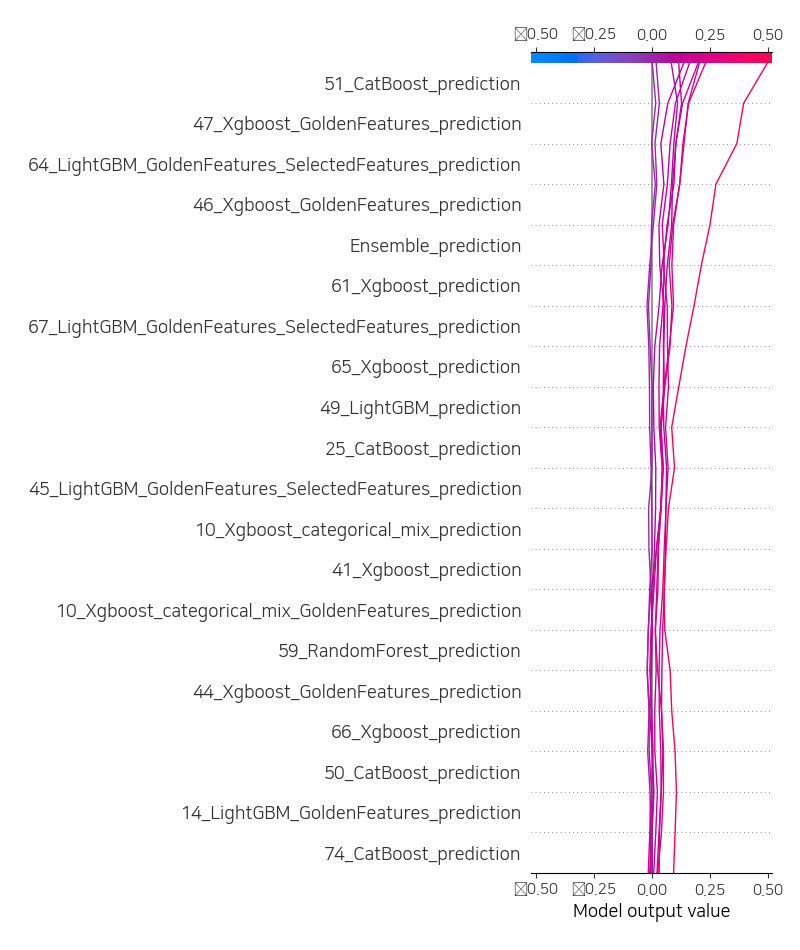 0.50 0.25 0.00 0.25 0.50
51_CatBoost_prediction
47_Xgboost_GoldenFeatures_prediction
64_LightGBM_GoldenFeatures_SelectedFeatures_prediction
46_Xgboost_GoldenFeatures_prediction
Ensemble_prediction
61_Xgboost_prediction
67_LightGBM_GoldenFeatures_SelectedFeatures_prediction
65_Xgboost_prediction
49_LightGBM_prediction
25_CatBoost_prediction
45_LightGBM_GoldenFeatures_SelectedFeatures_prediction
10_Xgboost_categorical_mix_prediction
41_Xgboost_prediction
10_Xgboost_categorical_mix_GoldenFeatures_prediction
59_RandomForest_prediction
44_Xgboost_GoldenFeatures_prediction
66_Xgboost_prediction
50_CatBoost_prediction
14_LightGBM_GoldenFeatures_prediction
74_CatBoost_prediction
0.50 0.25 0.00 0.25 0.50
Model output value